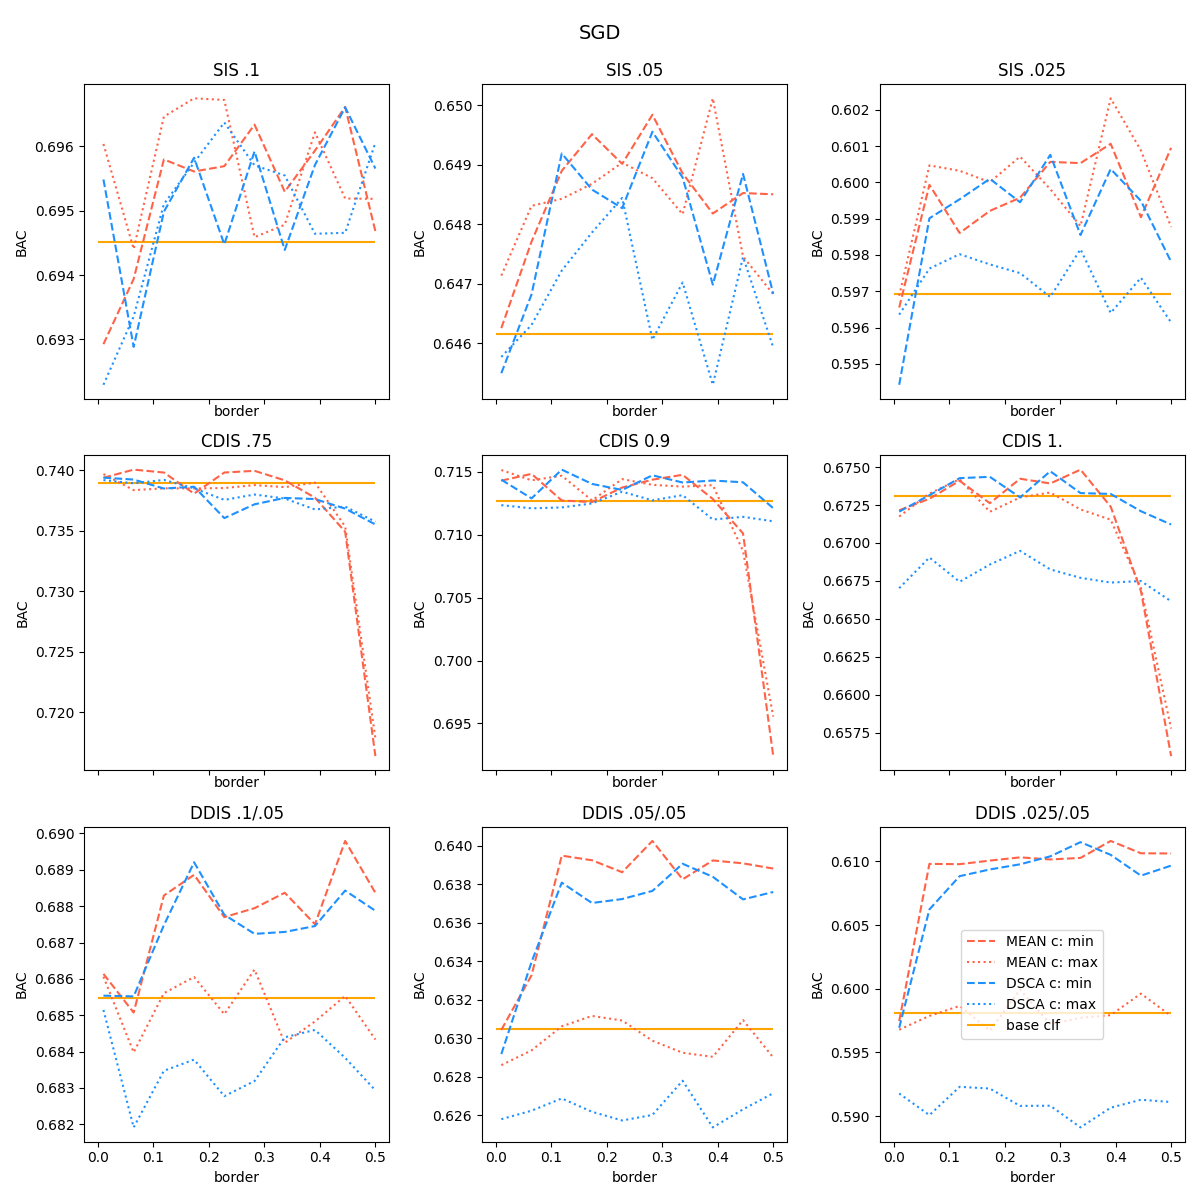 SGD
SIS .1
SIS .05
SIS .025
0.696
0.695
0.694
0.693
BAC
border
0.650
0.649
0.648
0.647
0.646
BAC
border
0.602
0.601
0.600
0.599
0.598
0.597
0.596
0.595
BAC
border
CDIS .75
CDIS 0.9
CDIS 1.
0.740
0.735
0.730
0.725
0.720
BAC
border
0.715
0.710
0.705
0.700
0.695
BAC
border
0.6750
0.6725
0.6700
0.6675
0.6650
0.6625
0.6600
0.6575
BAC
border
DDIS .1/.05
DDIS .05/.05
DDIS .025/.05
0.690
0.689
0.688
0.687
0.686
0.685
0.684
0.683
0.682
BAC
0.0 0.1 0.2 0.3 0.4 0.5
border
0.640
0.638
0.636
0.634
0.632
0.630
0.628
0.626
BAC
0.0 0.1 0.2 0.3 0.4 0.5
border
0.610
0.605
0.600
0.595
0.590
BAC
MEAN c: min
MEAN c: max
DSCA c: min
DSCA c: max
base clf
0.0 0.1 0.2 0.3 0.4 0.5
border